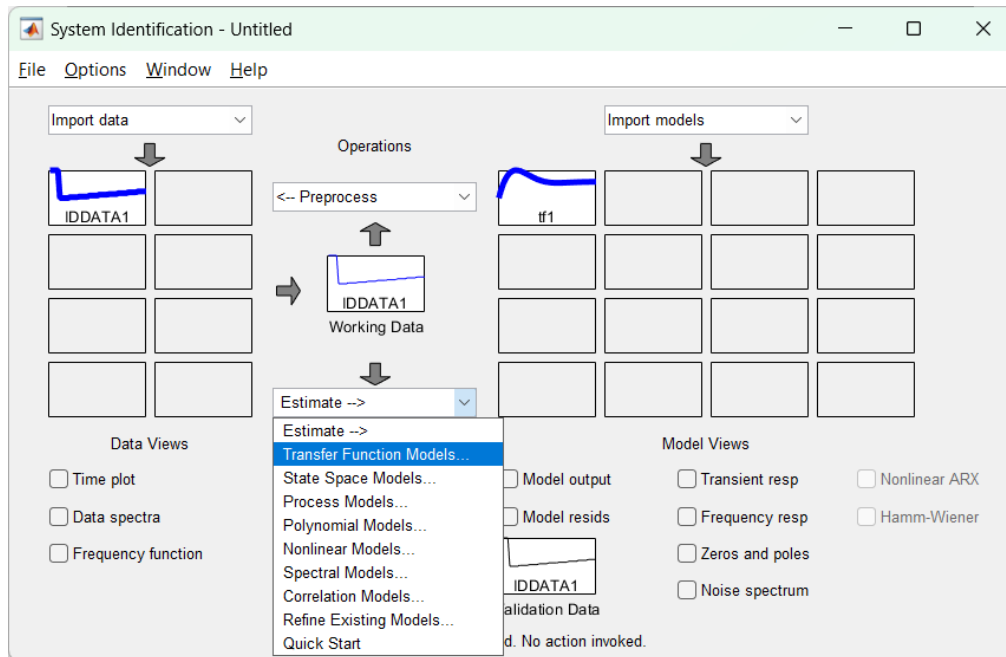 System Identification - Untitled
File Options Window Help
Import data
Import models
Operations
IDDATA1
<-- Preprocess
tf1
IDDATA1
Working Data
Estimate -->
Estimate -->
Transfer Function Models...
State Space Models...
Process Models...
Polynomial Models...
Nonlinear Models...
Spectral Models...
Correlation Models...
Refine Existing Models...
Quick Start
Data Views
Time plot
Data spectra
Frequency function
Model Views
Model output
Transient resp
Nonlinear ARX
Model resids
Frequency resp
Hamm-Wiener
Zeros and poles
IDDATA1
Noise spectrum
alidation Data
d. No action invoked.